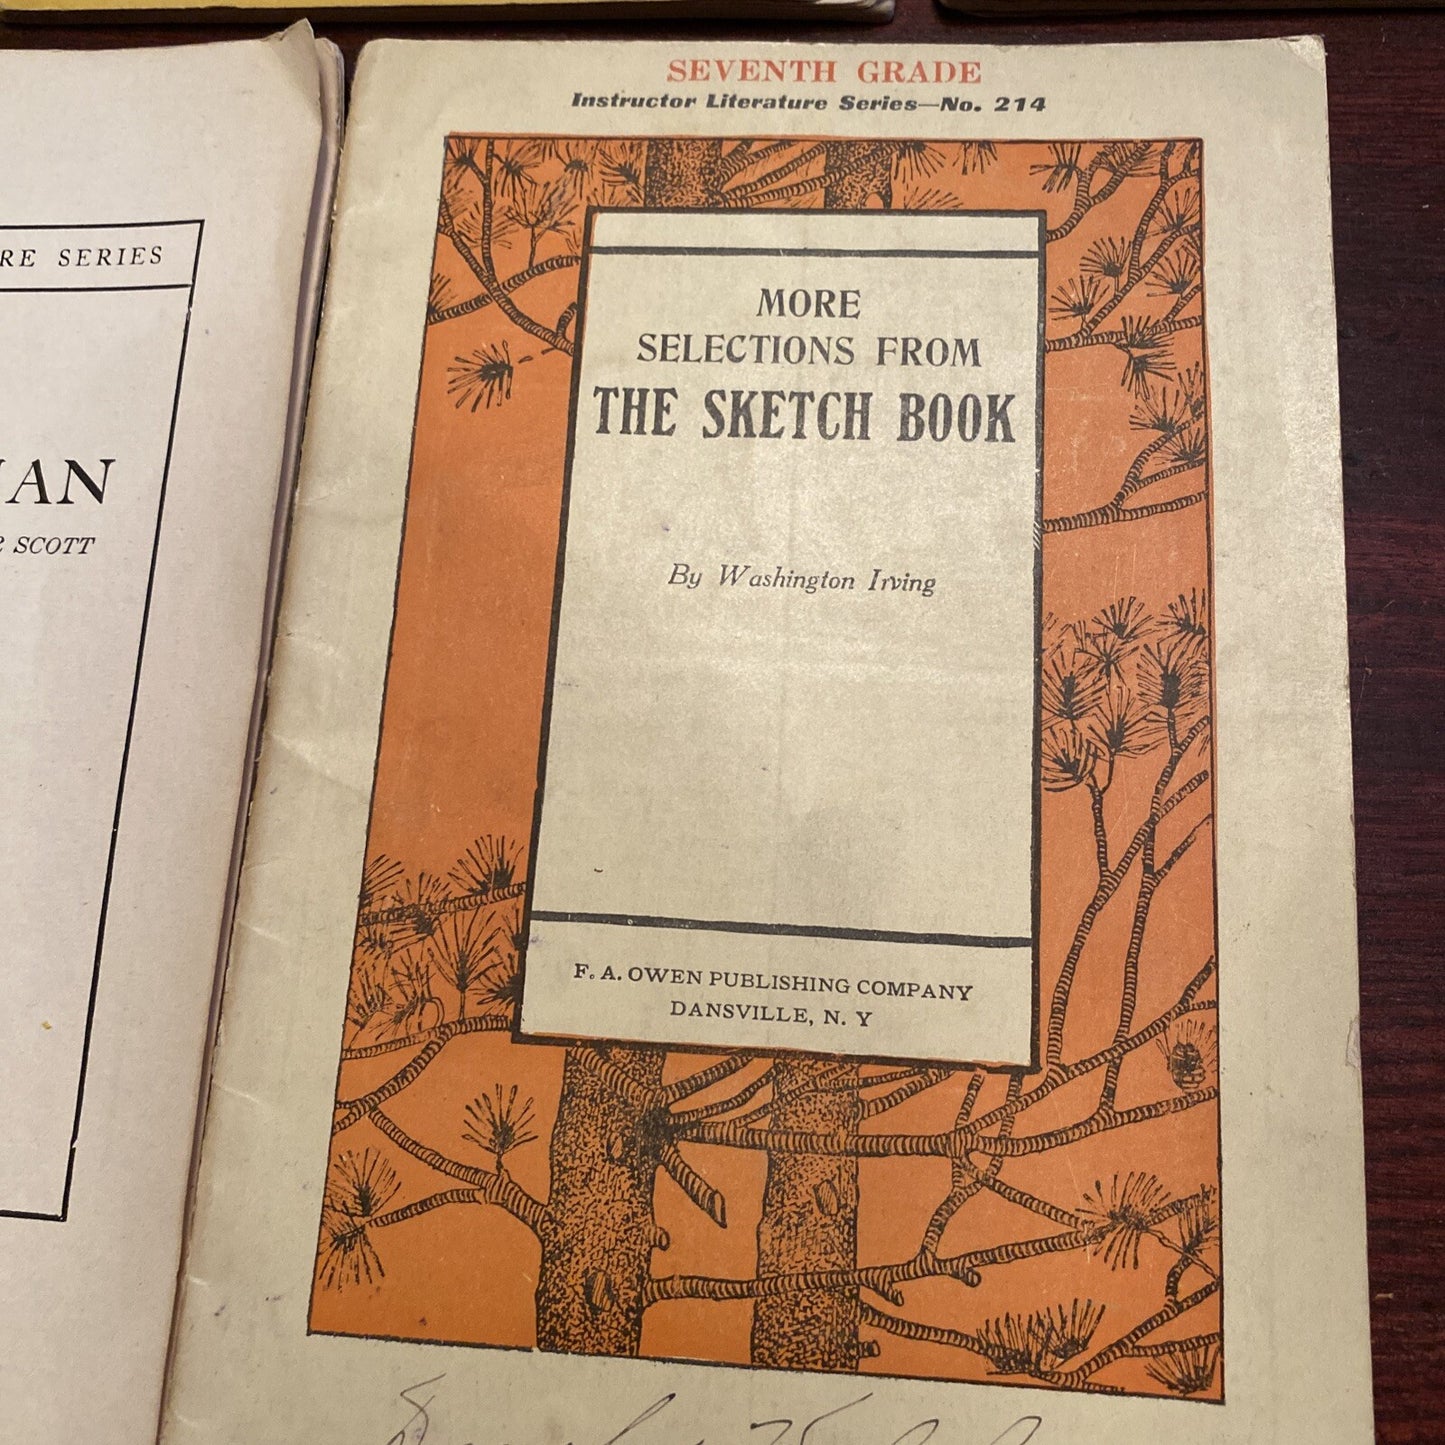 RE SERIES
IAN
R SCOTT
SEVENTH GRADE
Instructor Literature Series—No. 214
MORE
SELECTIONS FROM
THE SKETCH BOOK
By Washington Irving
F. A. OWEN PUBLISHING COMPANY
DANSVILLE, N. Y